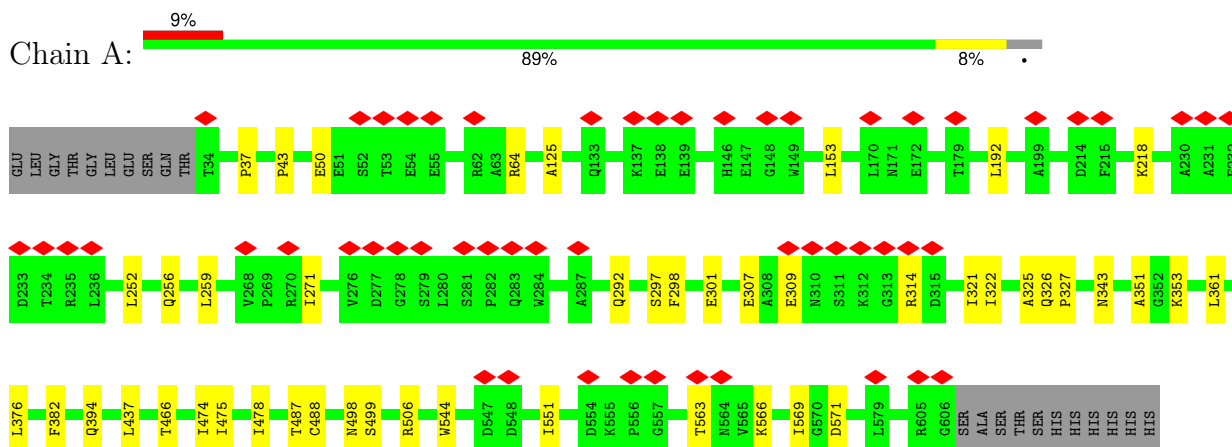 9%
Chain A:
89% 8% •
GLU LEU GLY THR GLY LEU GLU SER GLN THR T34 P37 P43 E50 E51 S52 T53 E54 E55 R62 A63 R64 A125 Q133 K137 E138 E139 H146 E147 G148 W149 L153 L170 N171 E172 T179 L192 A199 D214 F215 K218 A230 A231
D233 T234 R235 L236 L252 Q256 L259 V268 P269 R270 I271 V276 D277 G278 S279 L280 S281 P282 Q283 W284 A287 Q292 S297 F298 E301 E307 A308 E309 N310 S311 K312 G313 R314 D315 I321 I322 A325 Q326 P327 N343 A351 G352 K353 L361
L376 F382 Q394 L437 T466 I474 I475 I478 T487 C488 N498 S499 R506 W544 D547 D548 I551 D554 K555 P556 G557 T563 N564 V565 K566 I569 G570 D571 L579 R605 G606 SER ALA SER THR SER HIS HIS HIS HIS HIS HIS